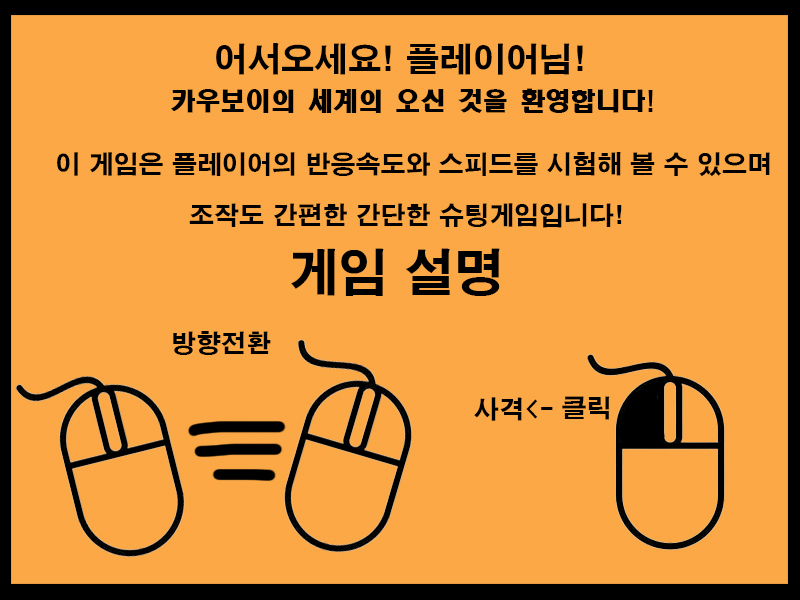 어서오세요! 플레이어님!
카우보이의 세계의 오신 것을 환영합니다!
이 게임은 플레이어의 반응속도와 스피드를 시험해 볼 수 있으며
조작도 간편한 간단한 슈팅게임입니다!
게임 설명
방향전환
사격<- 클릭